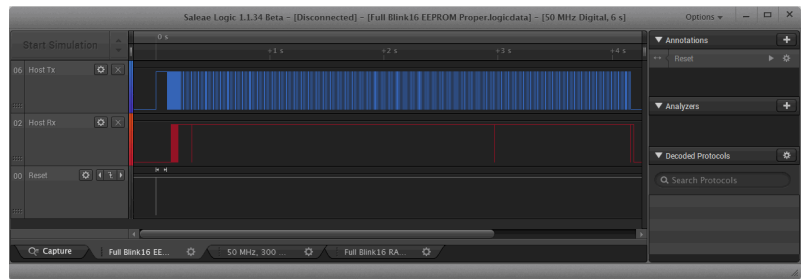 Saleae Logic 1.1.34 Beta - [Disconnected] - [Full Blink16 EEPROM Proper.logicdata] - [50 MHz Digital, 6 s]
Options
Start Simulation
0 s
+1 s
+2 s
+3 s
+4 s
Annotations
Reset
06 Host Tx
Analyzers
02 Host Rx
Decoded Protocols
00 Reset
Search Protocols
Capture
Full Blink16 EE...
50 MHz, 300 ...
Full Blink16 RA...